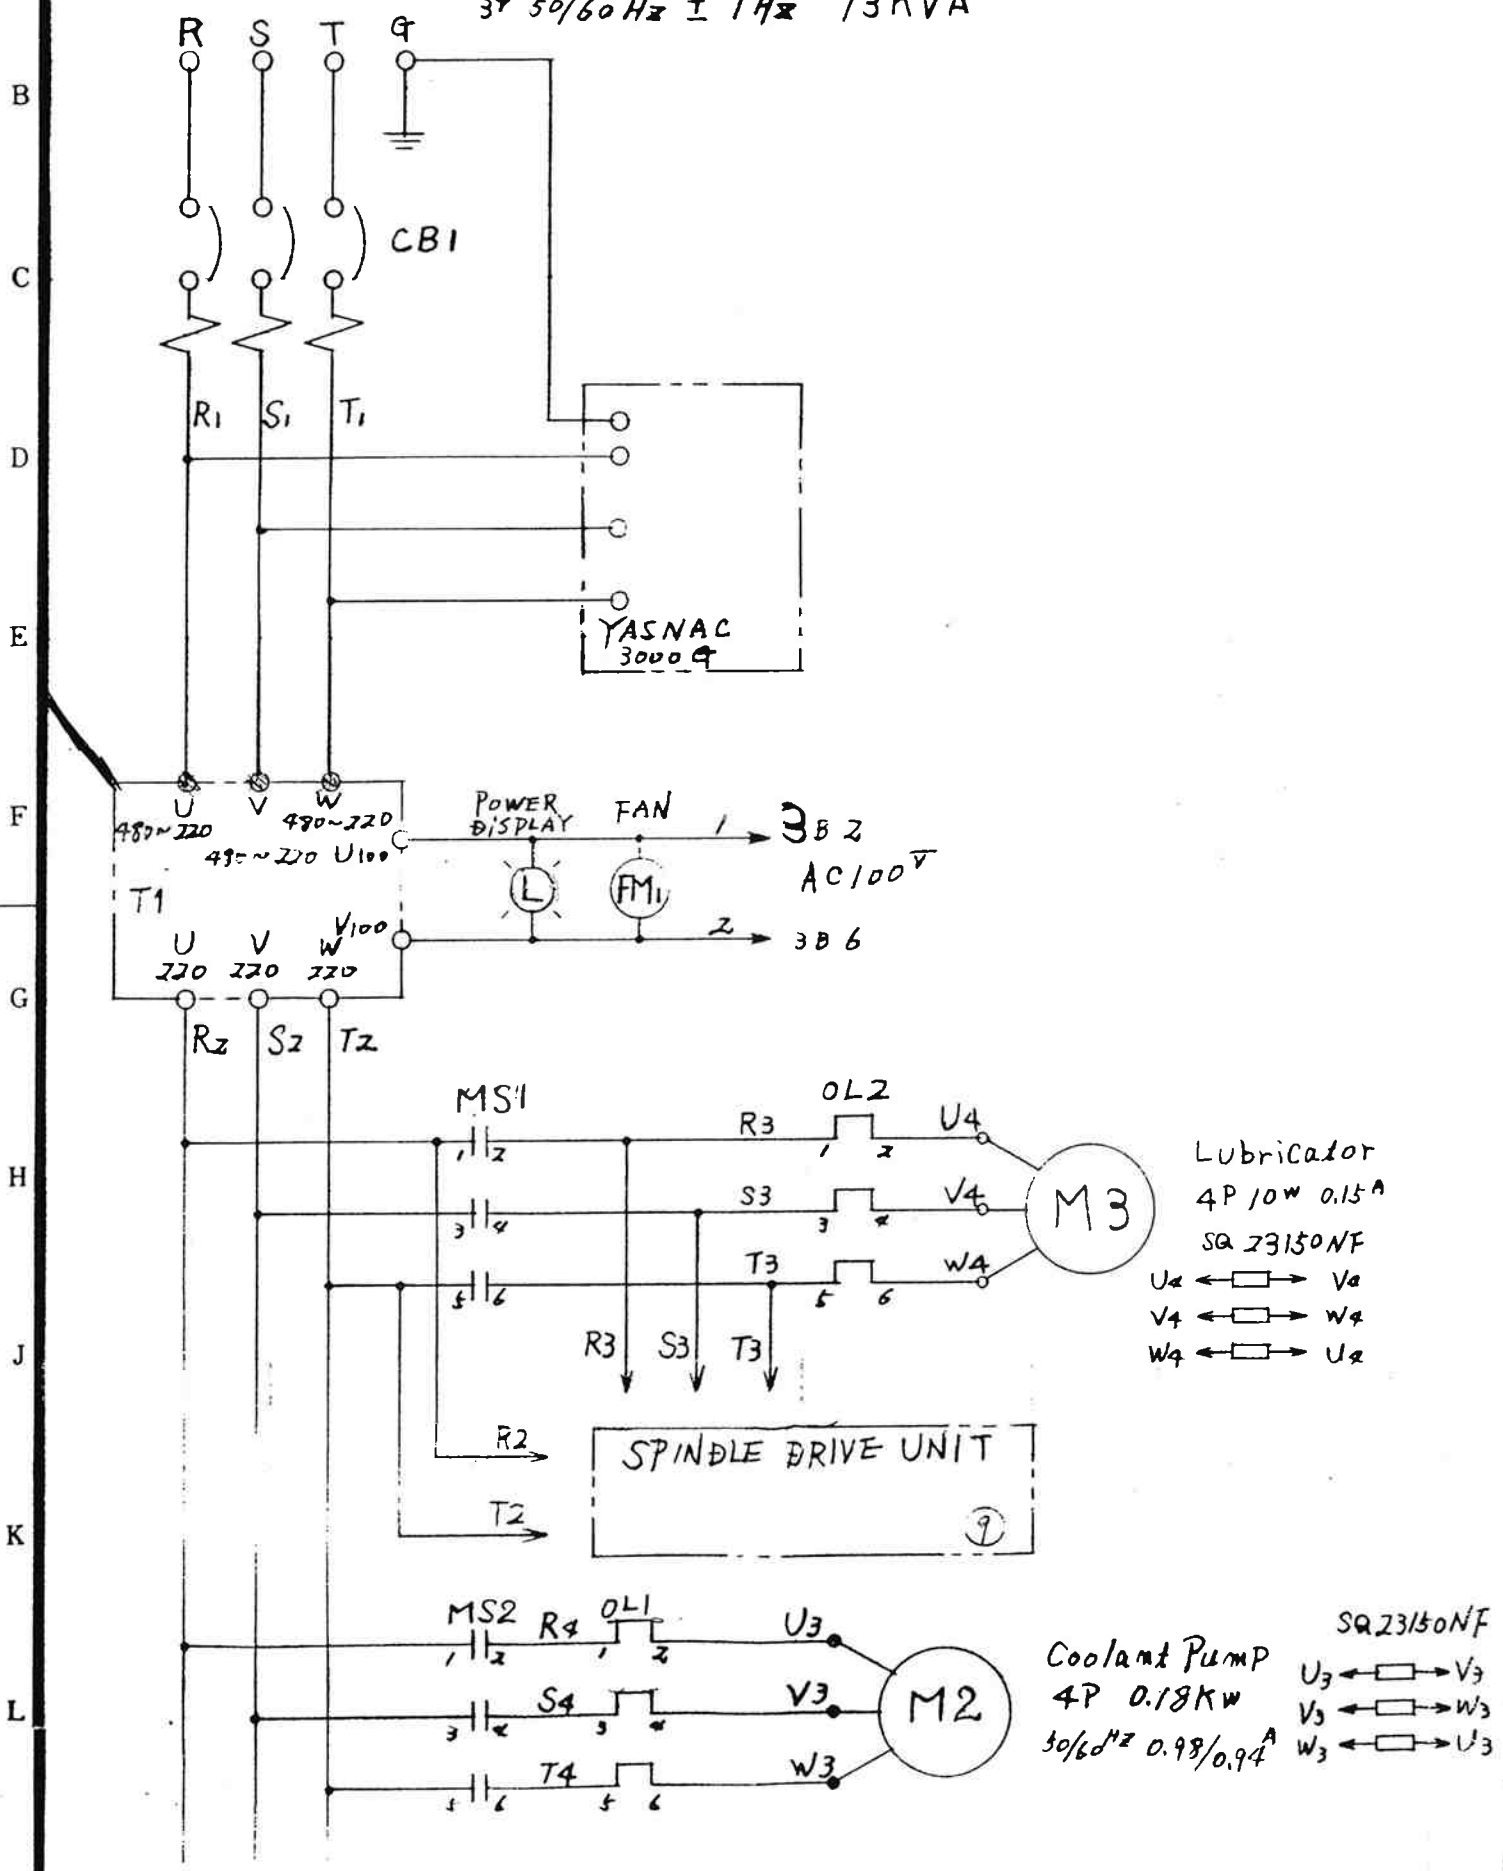 50/60 Hz ± 1 Hz 13KVA
R S T G
B
CB1
C
R1 S1 T1
D
E
YASNAC
3000G
F
U V W
480~220 480~220
U100
T1
POWER
DISPLAY
FAN
1
3B2
L
FM1
AC100V
V100
2
3B6
U V W
220 220 220
G
R2 S2 T2
MS1
OL2
R3
U4
1 2
1 2
H
S3
V4
3 4
3 4
M3
T3
W4
5 6
5 6
Lubricator
4P 10W 0.15A
SQ 23150NF
U4 V4
V4 W4
W4 U4
J
R3 S3 T3
R2
SPINDLE DRIVE UNIT
T2
9
K
MS2
R4
OL1
U3
1 2
1 2
L
S4
V3
3 4
3 4
M2
T4
W3
5 6
5 6
Coolant Pump
4P 0.18KW
50/60HZ 0.98/0.94A
SQ23150NF
U3 V3
V3 W3
W3 U3